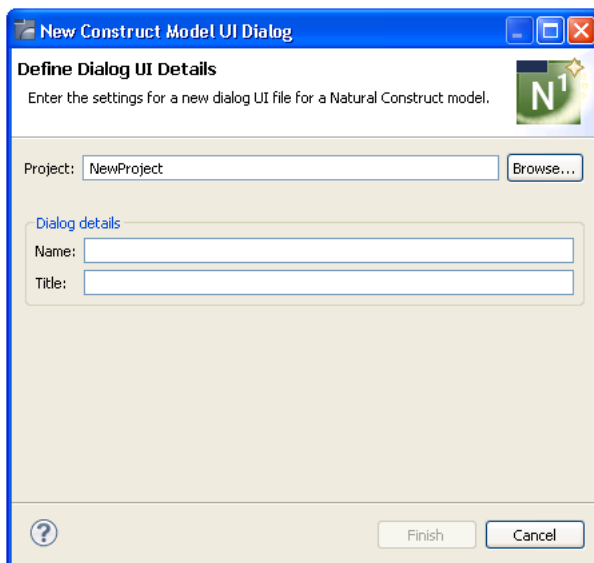 New Construct Model UI Dialog
Define Dialog UI Details
Enter the settings for a new dialog UI file for a Natural Construct model.
N1
Project: NewProject Browse...
Dialog details
Name:
Title:
? Finish Cancel